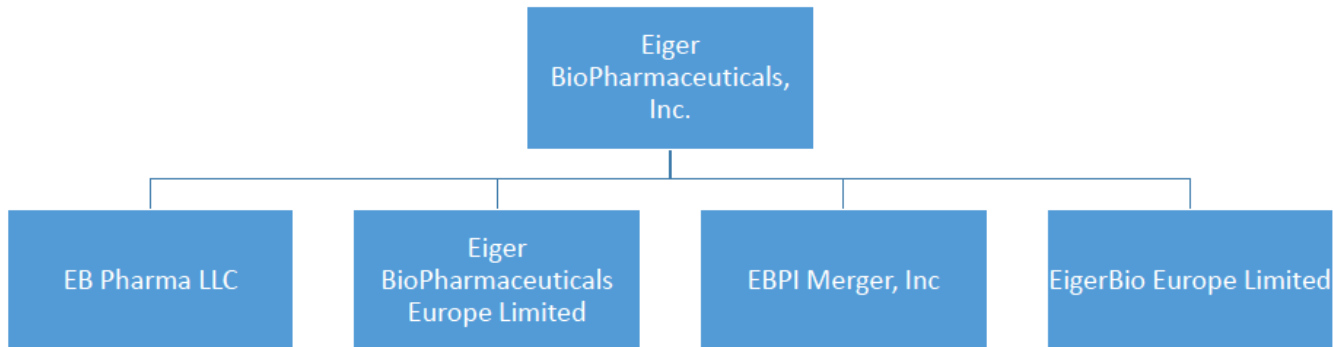 Eiger
BioPharmaceuticals,
Inc.
EB Pharma LLC
Eiger
BioPharmaceuticals
Europe Limited
EBPI Merger, Inc
EigerBio Europe Limited